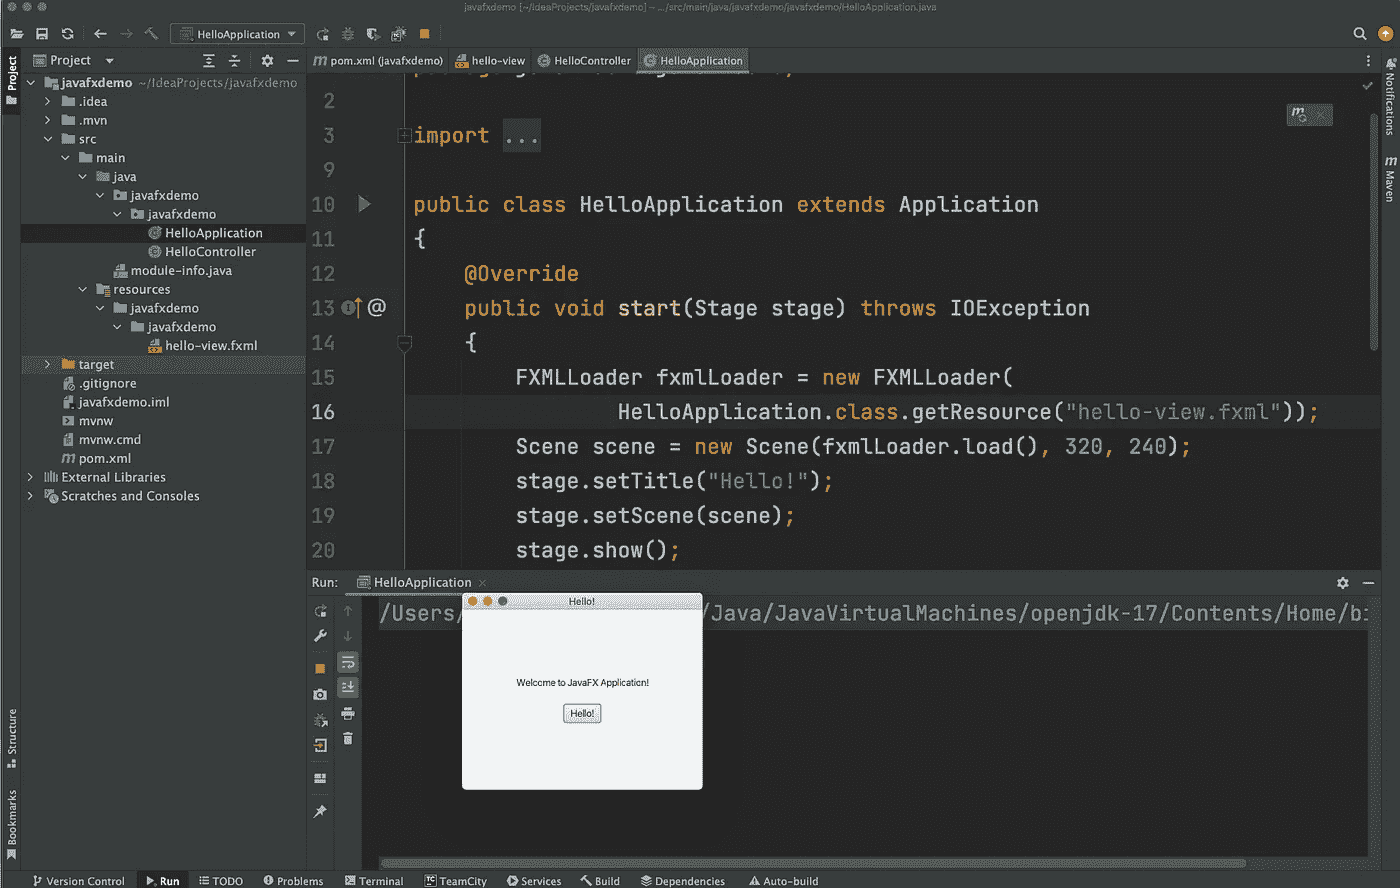 javafxdemo [~/IdeaProjects/javafxdemo] – .../src/main/java/javafxdemo/javafxdemo/HelloApplication.java
HelloApplication
Project
pom.xml (javafxdemo)
hello-view
HelloController
HelloApplication
Project
Notifications
Maven
Structure
Bookmarks
javafxdemo ~/IdeaProjects/javafxdemo
.idea
.mvn
src
main
java
javafxdemo
javafxdemo
HelloApplication
HelloController
module-info.java
resources
javafxdemo
javafxdemo
hello-view.fxml
target
.gitignore
javafxdemo.iml
mvnw
mvnw.cmd
pom.xml
External Libraries
Scratches and Consoles
2
3 import ...
9
10 public class HelloApplication extends Application
11 {
12 @Override
13 public void start(Stage stage) throws IOException
14 {
15 FXMLLoader fxmlLoader = new FXMLLoader(
16 HelloApplication.class.getResource("hello-view.fxml"));
17 Scene scene = new Scene(fxmlLoader.load(), 320, 240);
18 stage.setTitle("Hello!");
19 stage.setScene(scene);
20 stage.show();
Run: HelloApplication
/Users/ /Java/JavaVirtualMachines/openjdk-17/Contents/Home/bi
Hello!
Welcome to JavaFX Application!
Hello!
Version Control
Run
TODO
Problems
Terminal
TeamCity
Services
Build
Dependencies
Auto-build